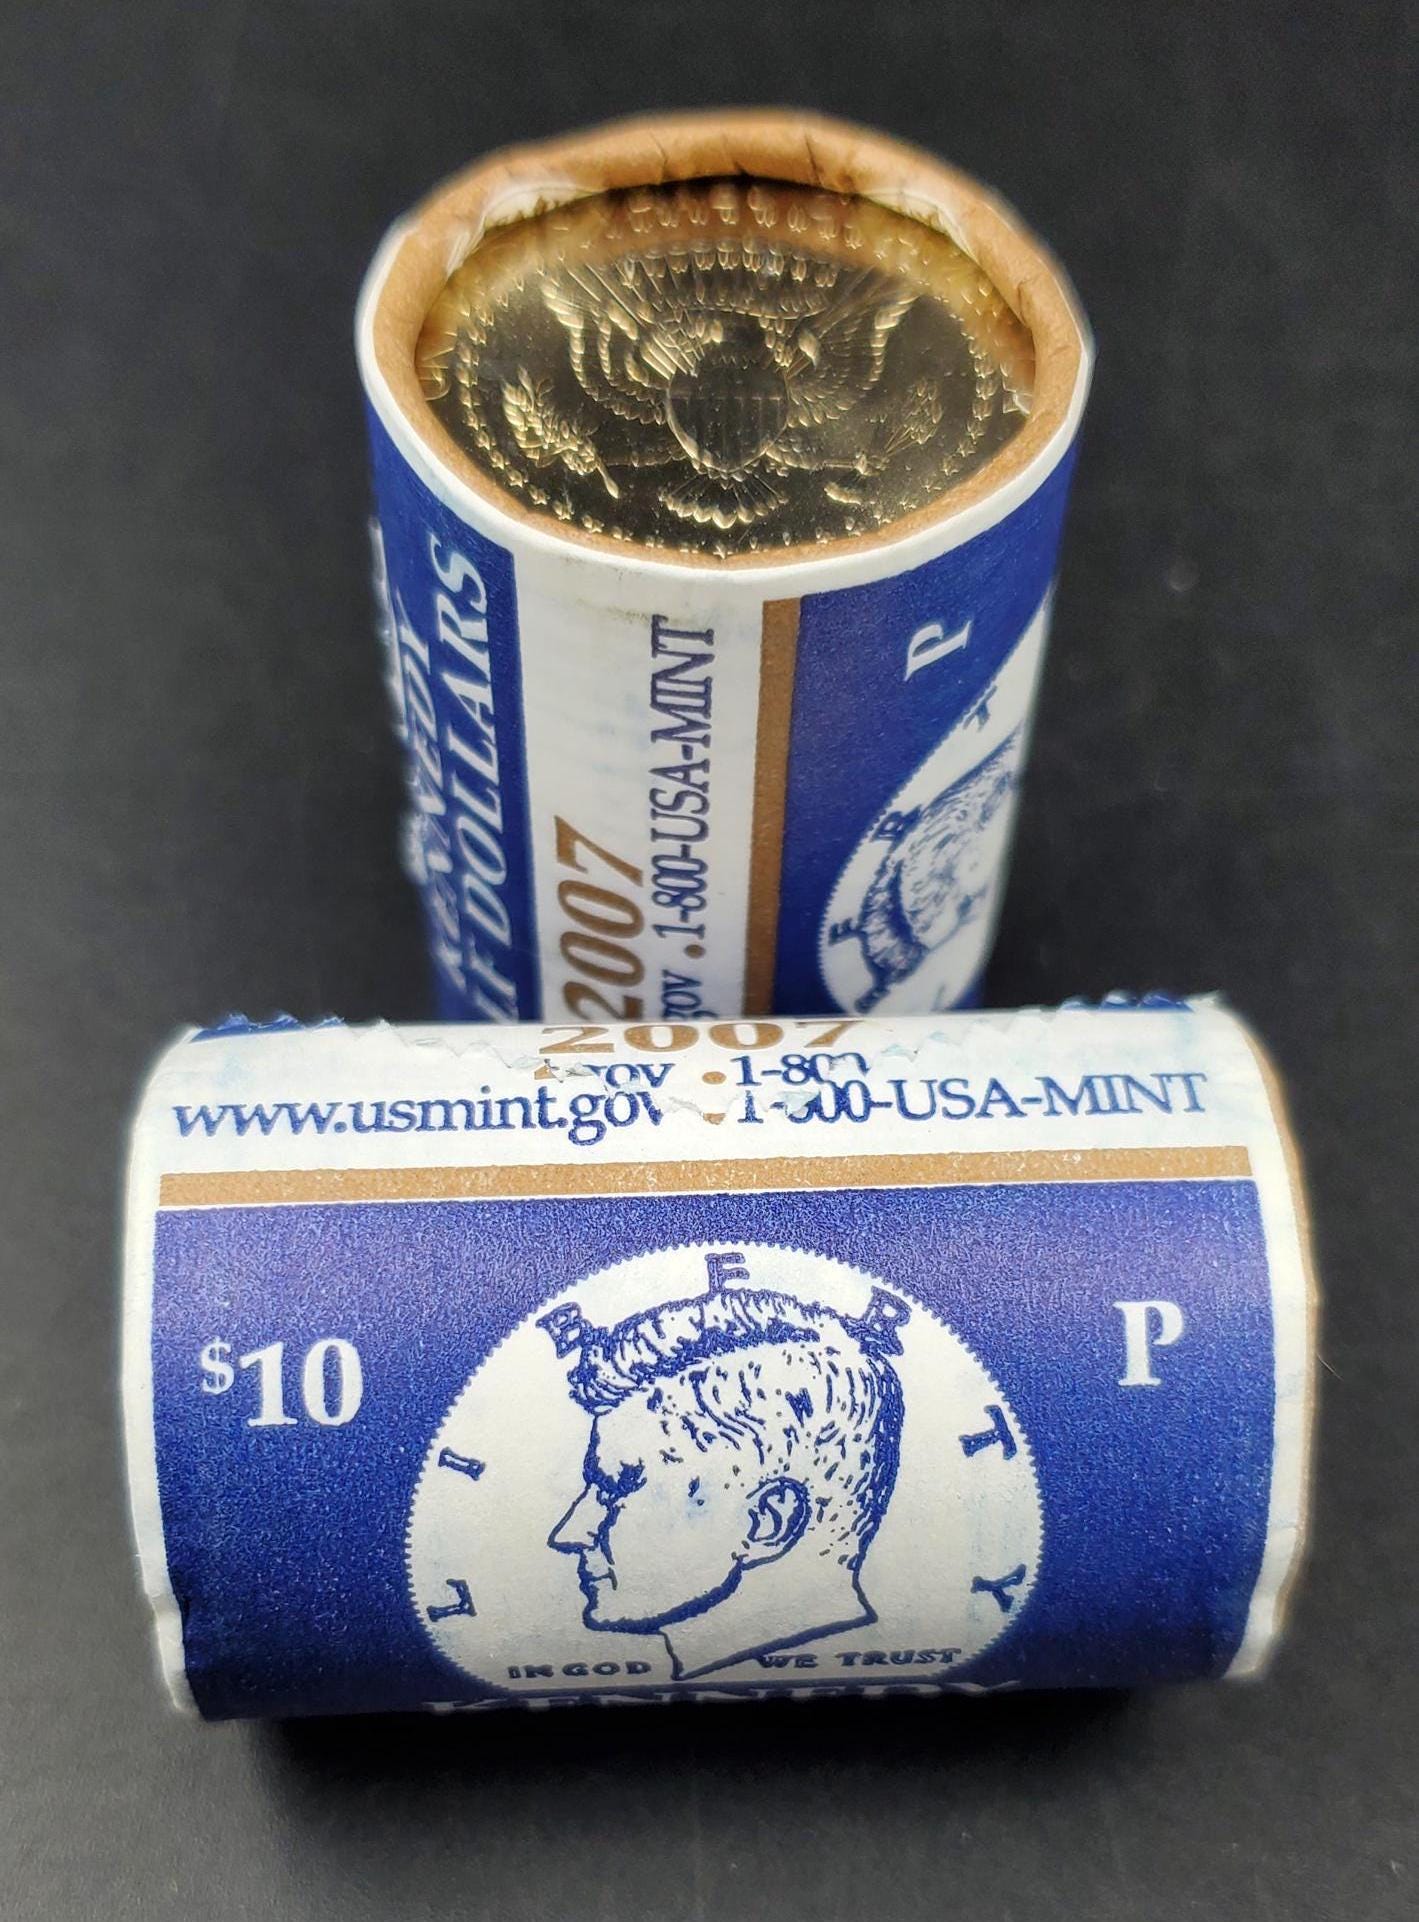 DOLLARS
2007
.1-800-USA-MINT
P
2007
gov . 1-800
www.usmint.gov 1-800-USA-MINT
$10
P
LIBERTY
IN GOD WE TRUST
KENNEDY